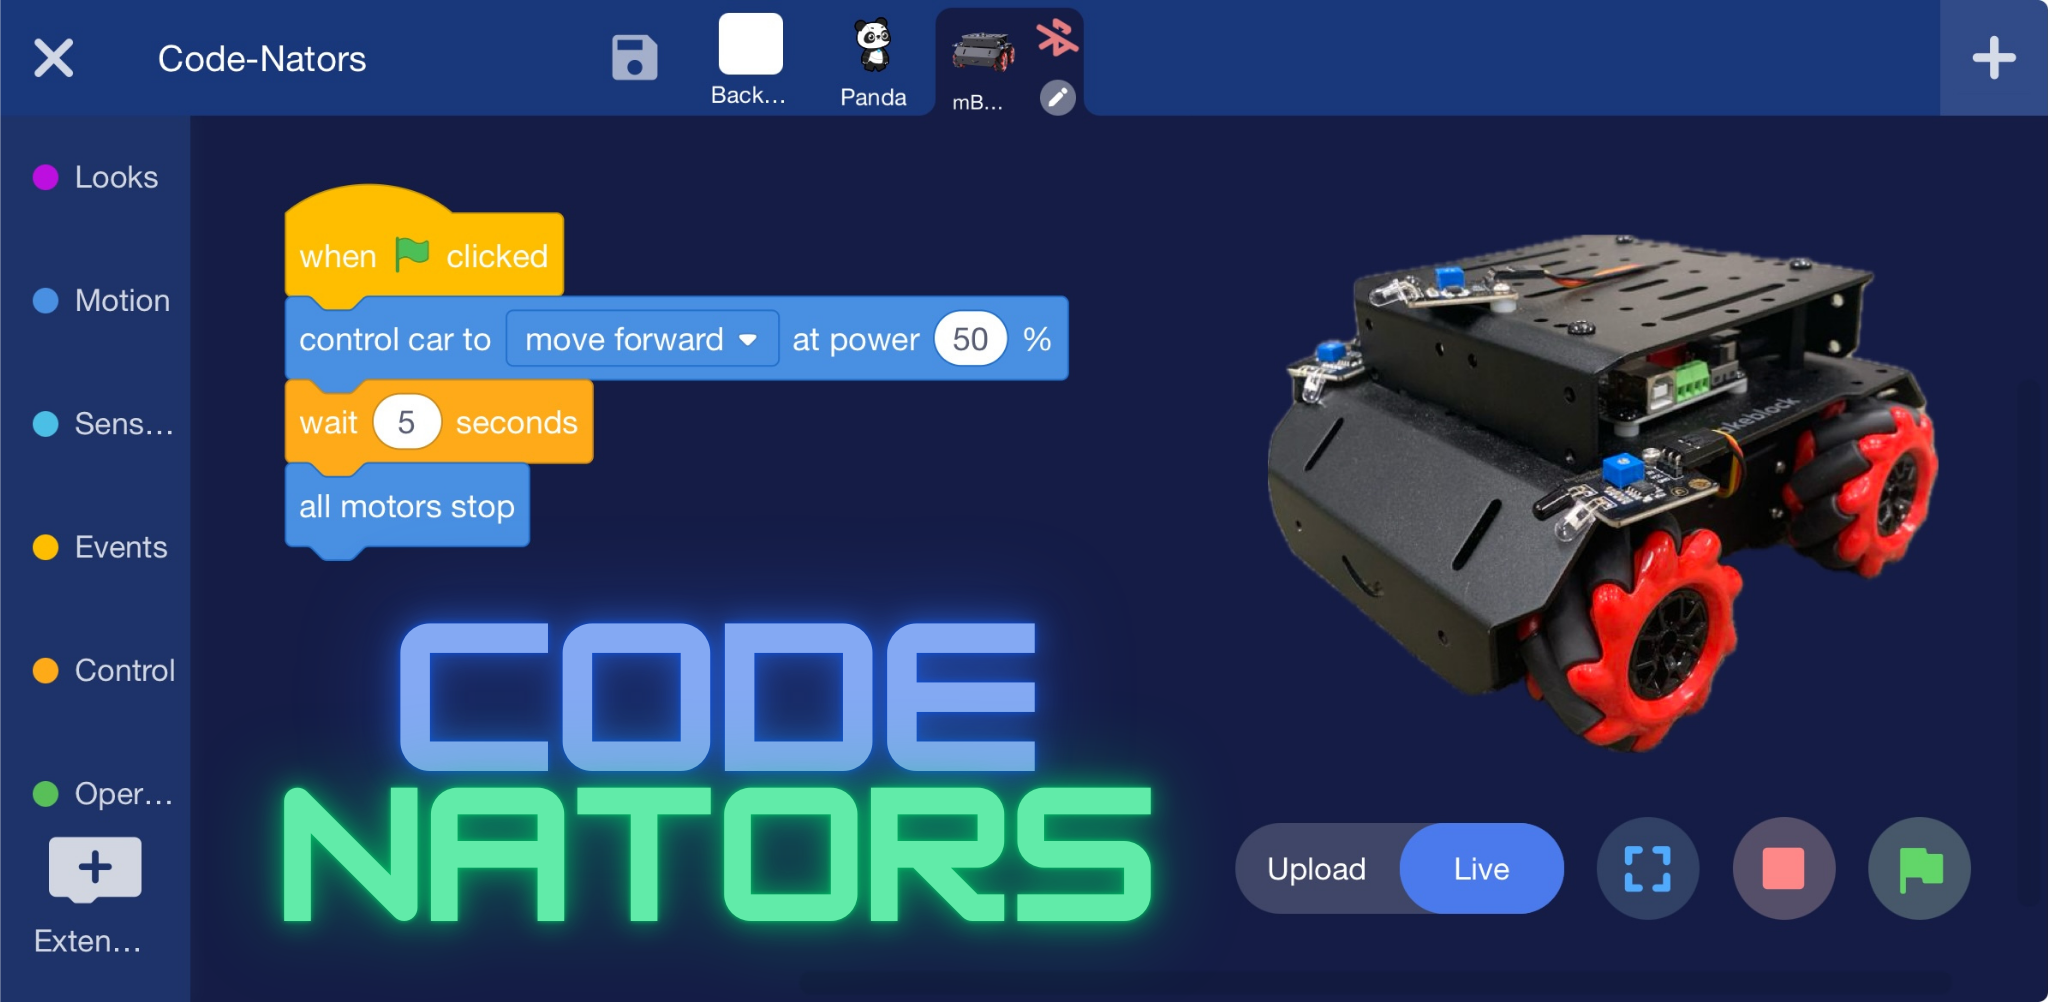 Code-Nators
Back...
Panda
mB...
Looks
Motion
Sens...
Events
Control
Oper...
Exten...
when clicked
control car to move forward at power 50 %
wait 5 seconds
all motors stop
CODE
NATORS
Upload
Live